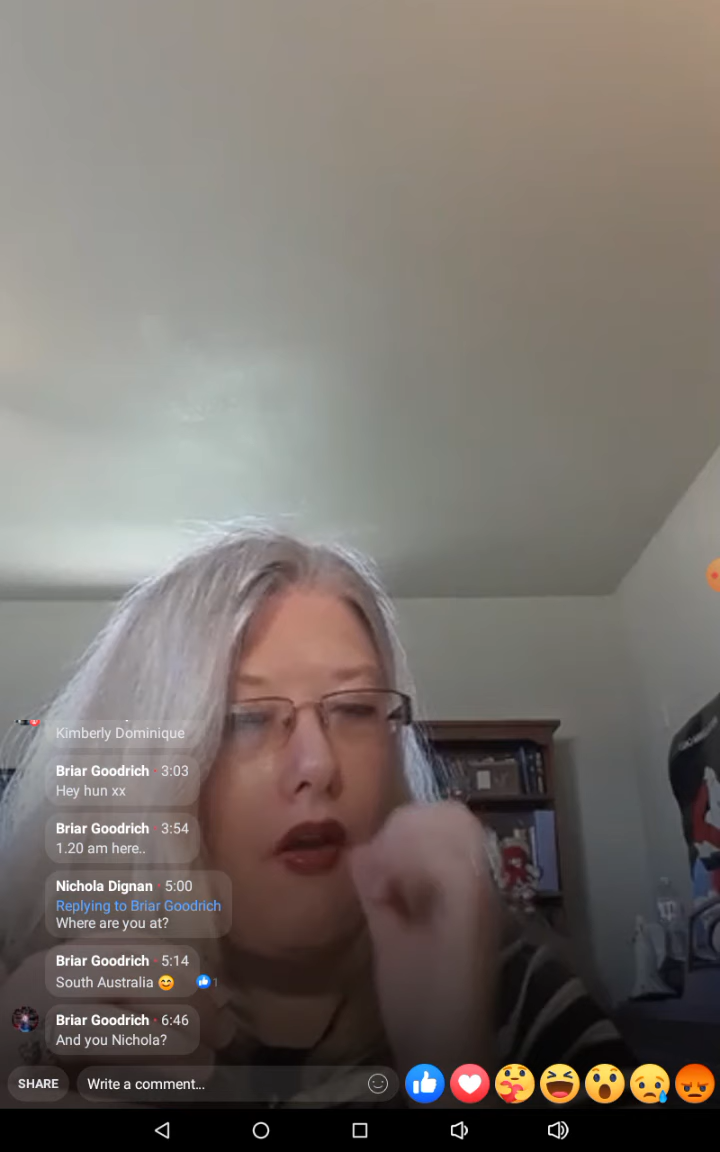 Kimberly Dominique
Briar Goodrich · 3:03
Hey hun xx
Briar Goodrich · 3:54
1.20 am here..
Nichola Dignan · 5:00
Replying to Briar Goodrich
Where are you at?
Briar Goodrich · 5:14
South Australia 😊 1
Briar Goodrich · 6:46
And you Nichola?
SHARE Write a comment...